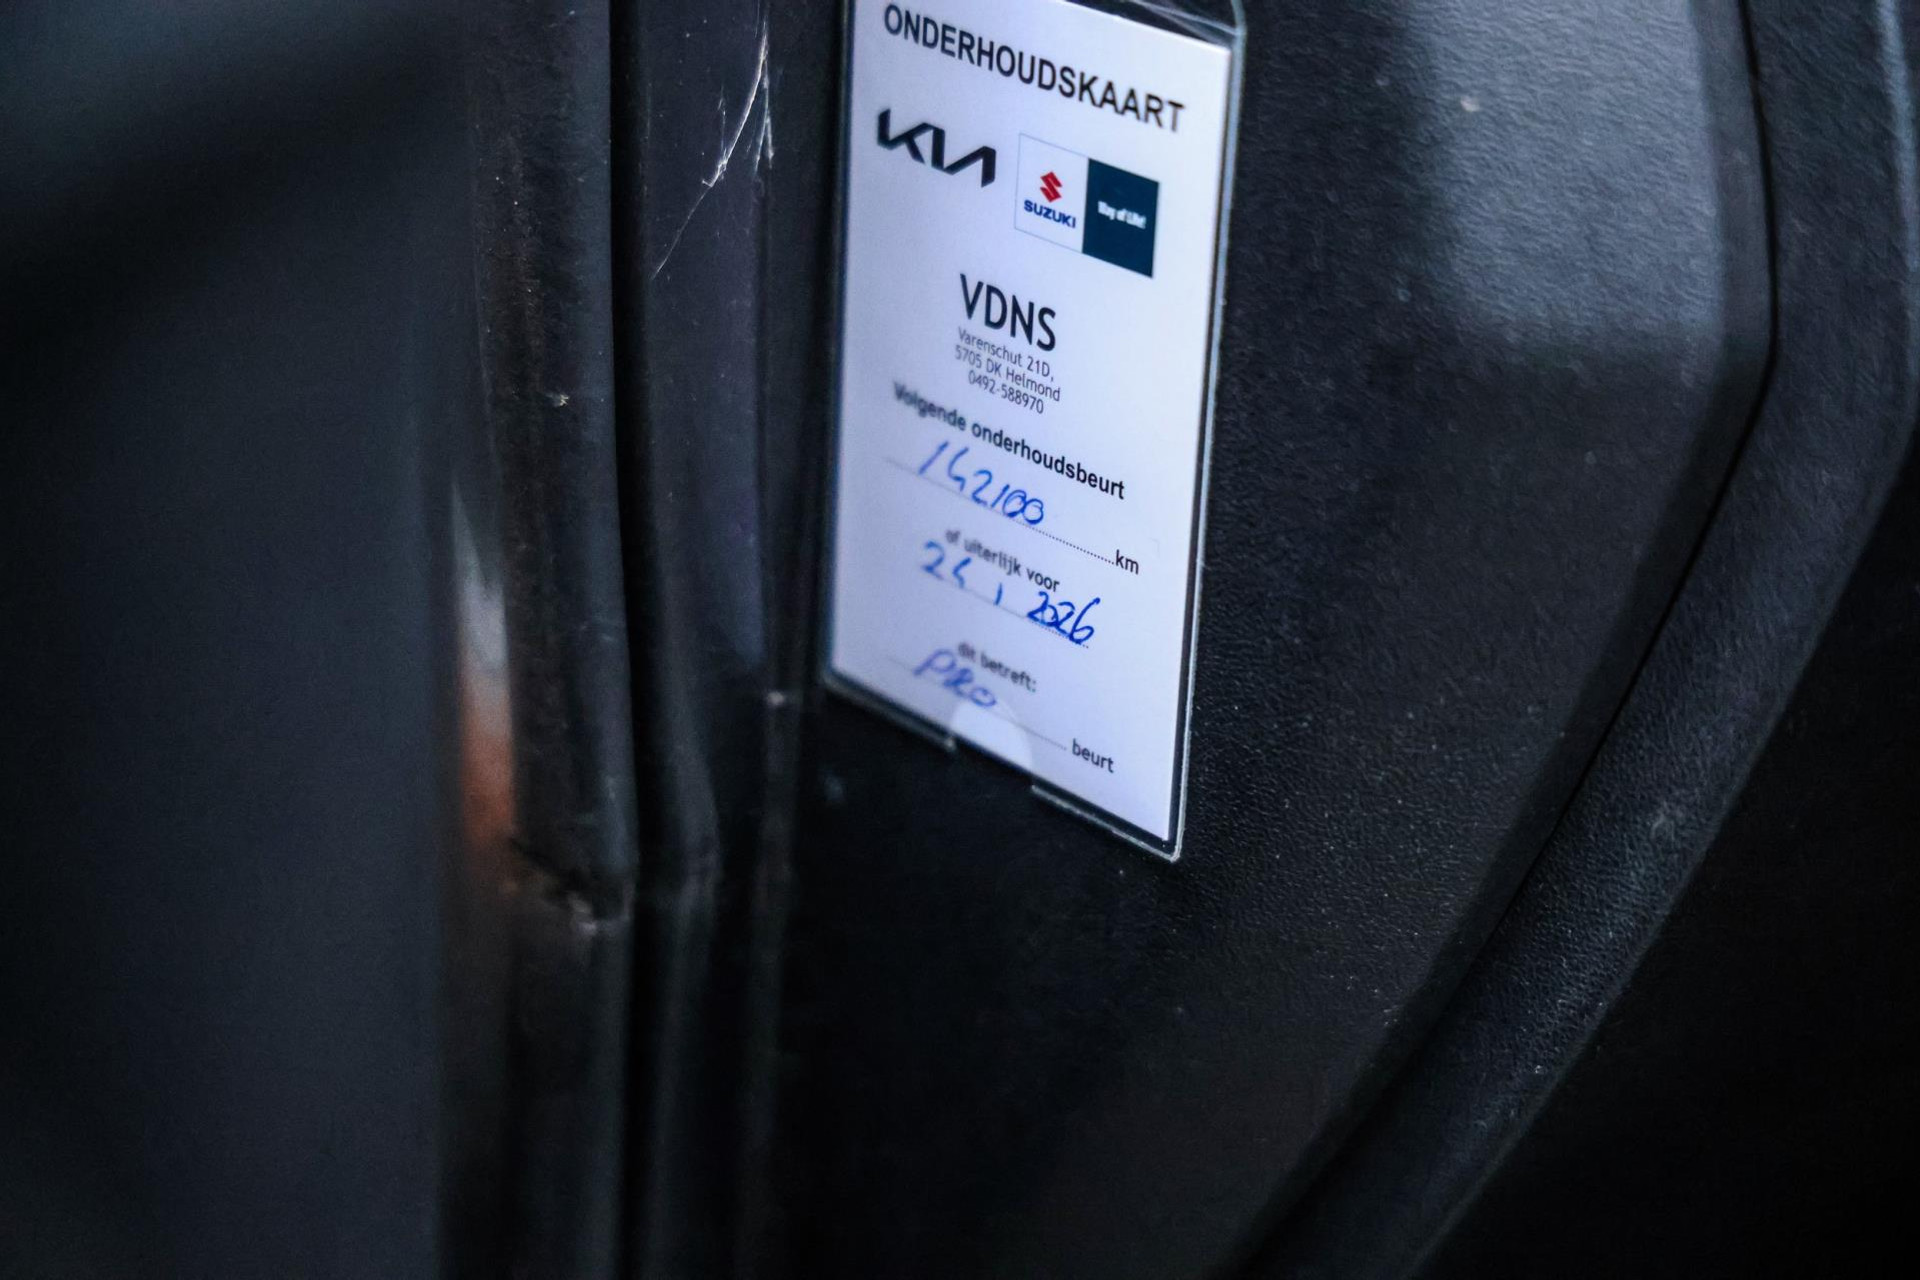 ONDERHOUDSKAART
KIA
SUZUKI
Way of Life!
VDNS
Varenschut 21D,
5705 DK Helmond
0492-588970
Volgende onderhoudsbeurt
142100 km
of uiterlijk voor
24, 2026
dit betreft:
PRO beurt